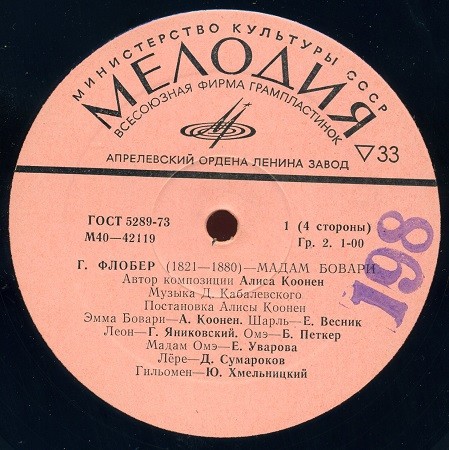 МИНИСТЕРСТВО КУЛЬТУРЫ СССР
МЕЛОДИЯ
ВСЕСОЮЗНАЯ ФИРМА ГРАМПЛАСТИНОК
АПРЕЛЕВСКИЙ ОРДЕНА ЛЕНИНА ЗАВОД
▽33
ГОСТ 5289-73
М40—42119
1 (4 стороны)
Гр. 2. 1-00
Г. ФЛОБЕР (1821—1880)—МАДАМ БОВАРИ
Автор композиции Алиса Коонен
Музыка Д. Кабалевского
Постановка Алисы Коонен
Эмма Бовари—А. Коонен. Шарль—Е. Весник
Леон—Г. Яниковский. Омэ—Б. Петкер
Мадам Омэ—Е. Уварова
Лёре—Д. Сумароков
Гильомен—Ю. Хмельницкий
198